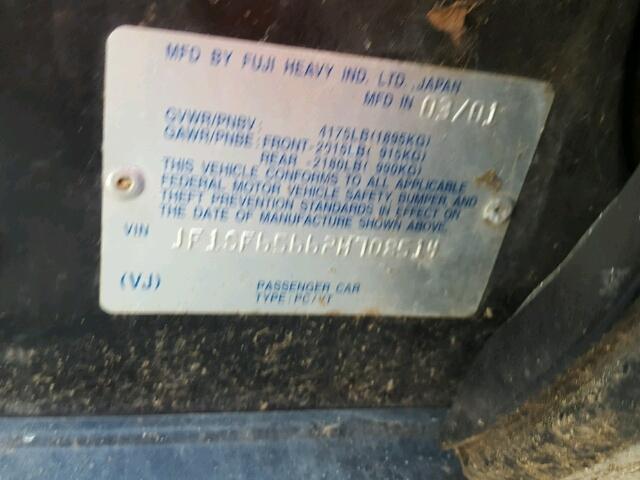 MFD BY FUJI HEAVY IND. LTD., JAPAN
MFD IN 03/01
GVWR/PNBV: 4175LB(1895KG)
GAWR/PNBE: FRONT-2015LB( 915KG)
REAR -2180LB( 990KG)
THIS VEHICLE CONFORMS TO ALL APPLICABLE
FEDERAL MOTOR VEHICLE SAFETY BUMPER, AND
THEFT PREVENTION STANDARDS IN EFFECT ON
THE DATE OF MANUFACTURE SHOWN ABOVE.
VIN
(VJ)
PASSENGER CAR
TYPE:PC/VT